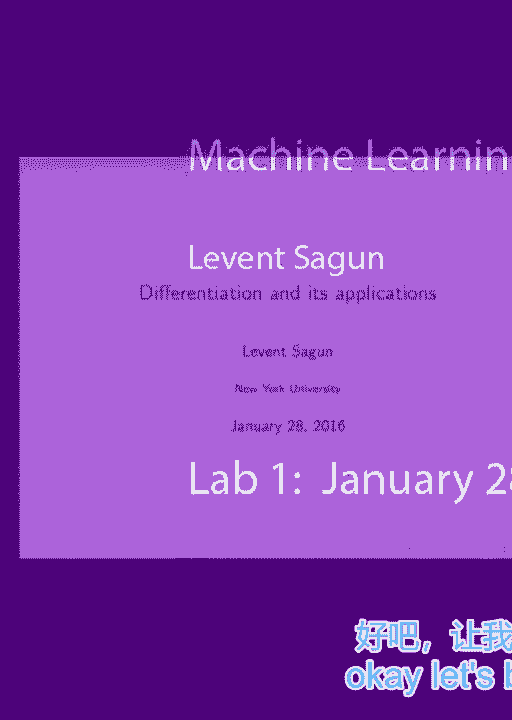 Machine Learnin
Levent Sagun
Differentiation and its applications
Levent Sagun
New York University
January 28, 2016
Lab 1: January 28
好吧，让我
okay let's b